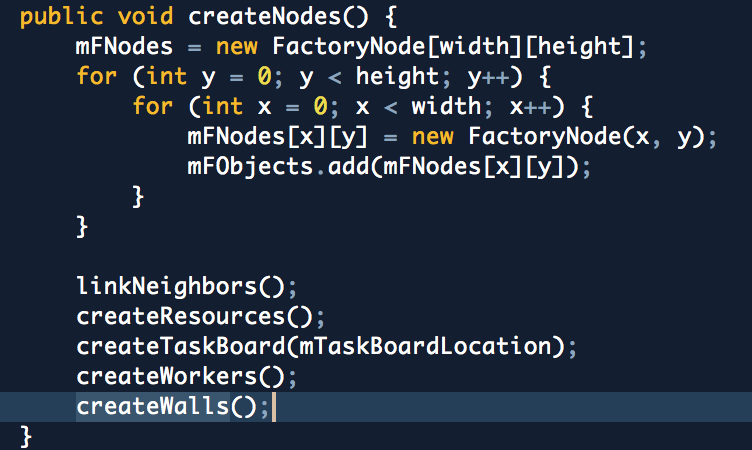 public void createNodes() {
    mFNodes = new FactoryNode[width][height];
    for (int y = 0; y < height; y++) {
        for (int x = 0; x < width; x++) {
            mFNodes[x][y] = new FactoryNode(x, y);
            mFObjects.add(mFNodes[x][y]);
        }
    }

    linkNeighbors();
    createResources();
    createTaskBoard(mTaskBoardLocation);
    createWorkers();
    createWalls();
}